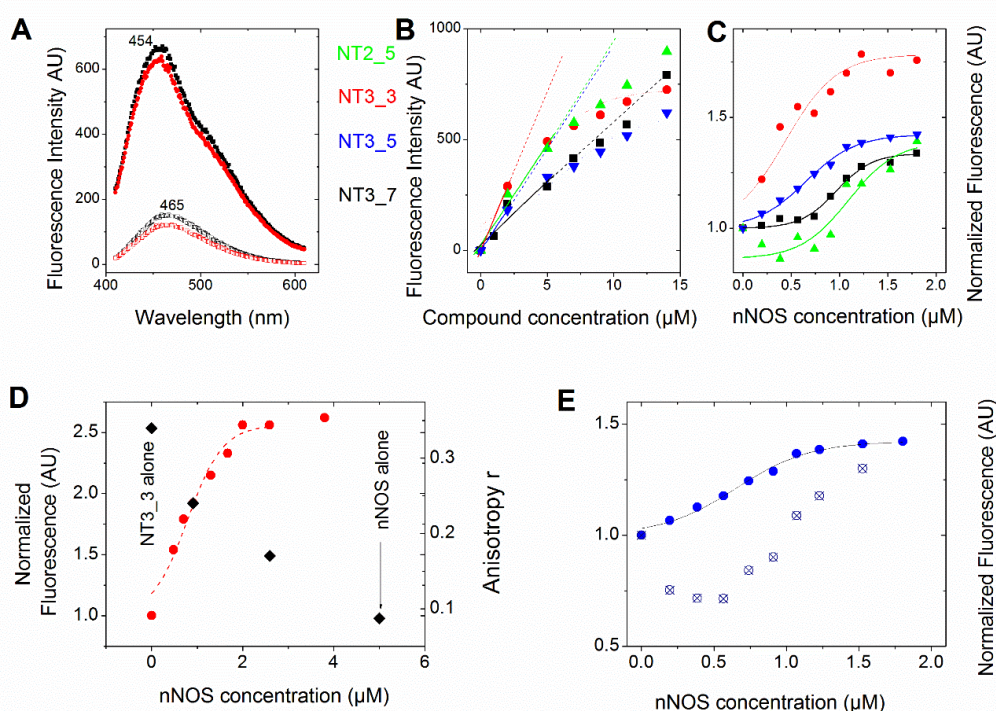 A
454
465
Fluorescence Intensity AU
600
400
200
0
400
500
600
Wavelength (nm)
NT2_5
NT3_3
NT3_5
NT3_7
B
Fluorescence Intensity AU
1000
500
0
0
5
10
15
Compound concentration (µM)
C
1.5
1.0
0.0
0.5
1.0
1.5
2.0
nNOS concentration (µM)
Normalized Fluorescence (AU)
D
Normalized
Fluorescence (AU)
2.5
2.0
1.5
1.0
NT3_3 alone
nNOS alone
0.3
0.2
0.1
Anisotropy r
0
2
4
6
nNOS concentration (µM)
E
1.5
1.0
0.5
0.0
0.5
1.0
1.5
2.0
nNOS concentration (µM)
Normalized Fluorescence (AU)